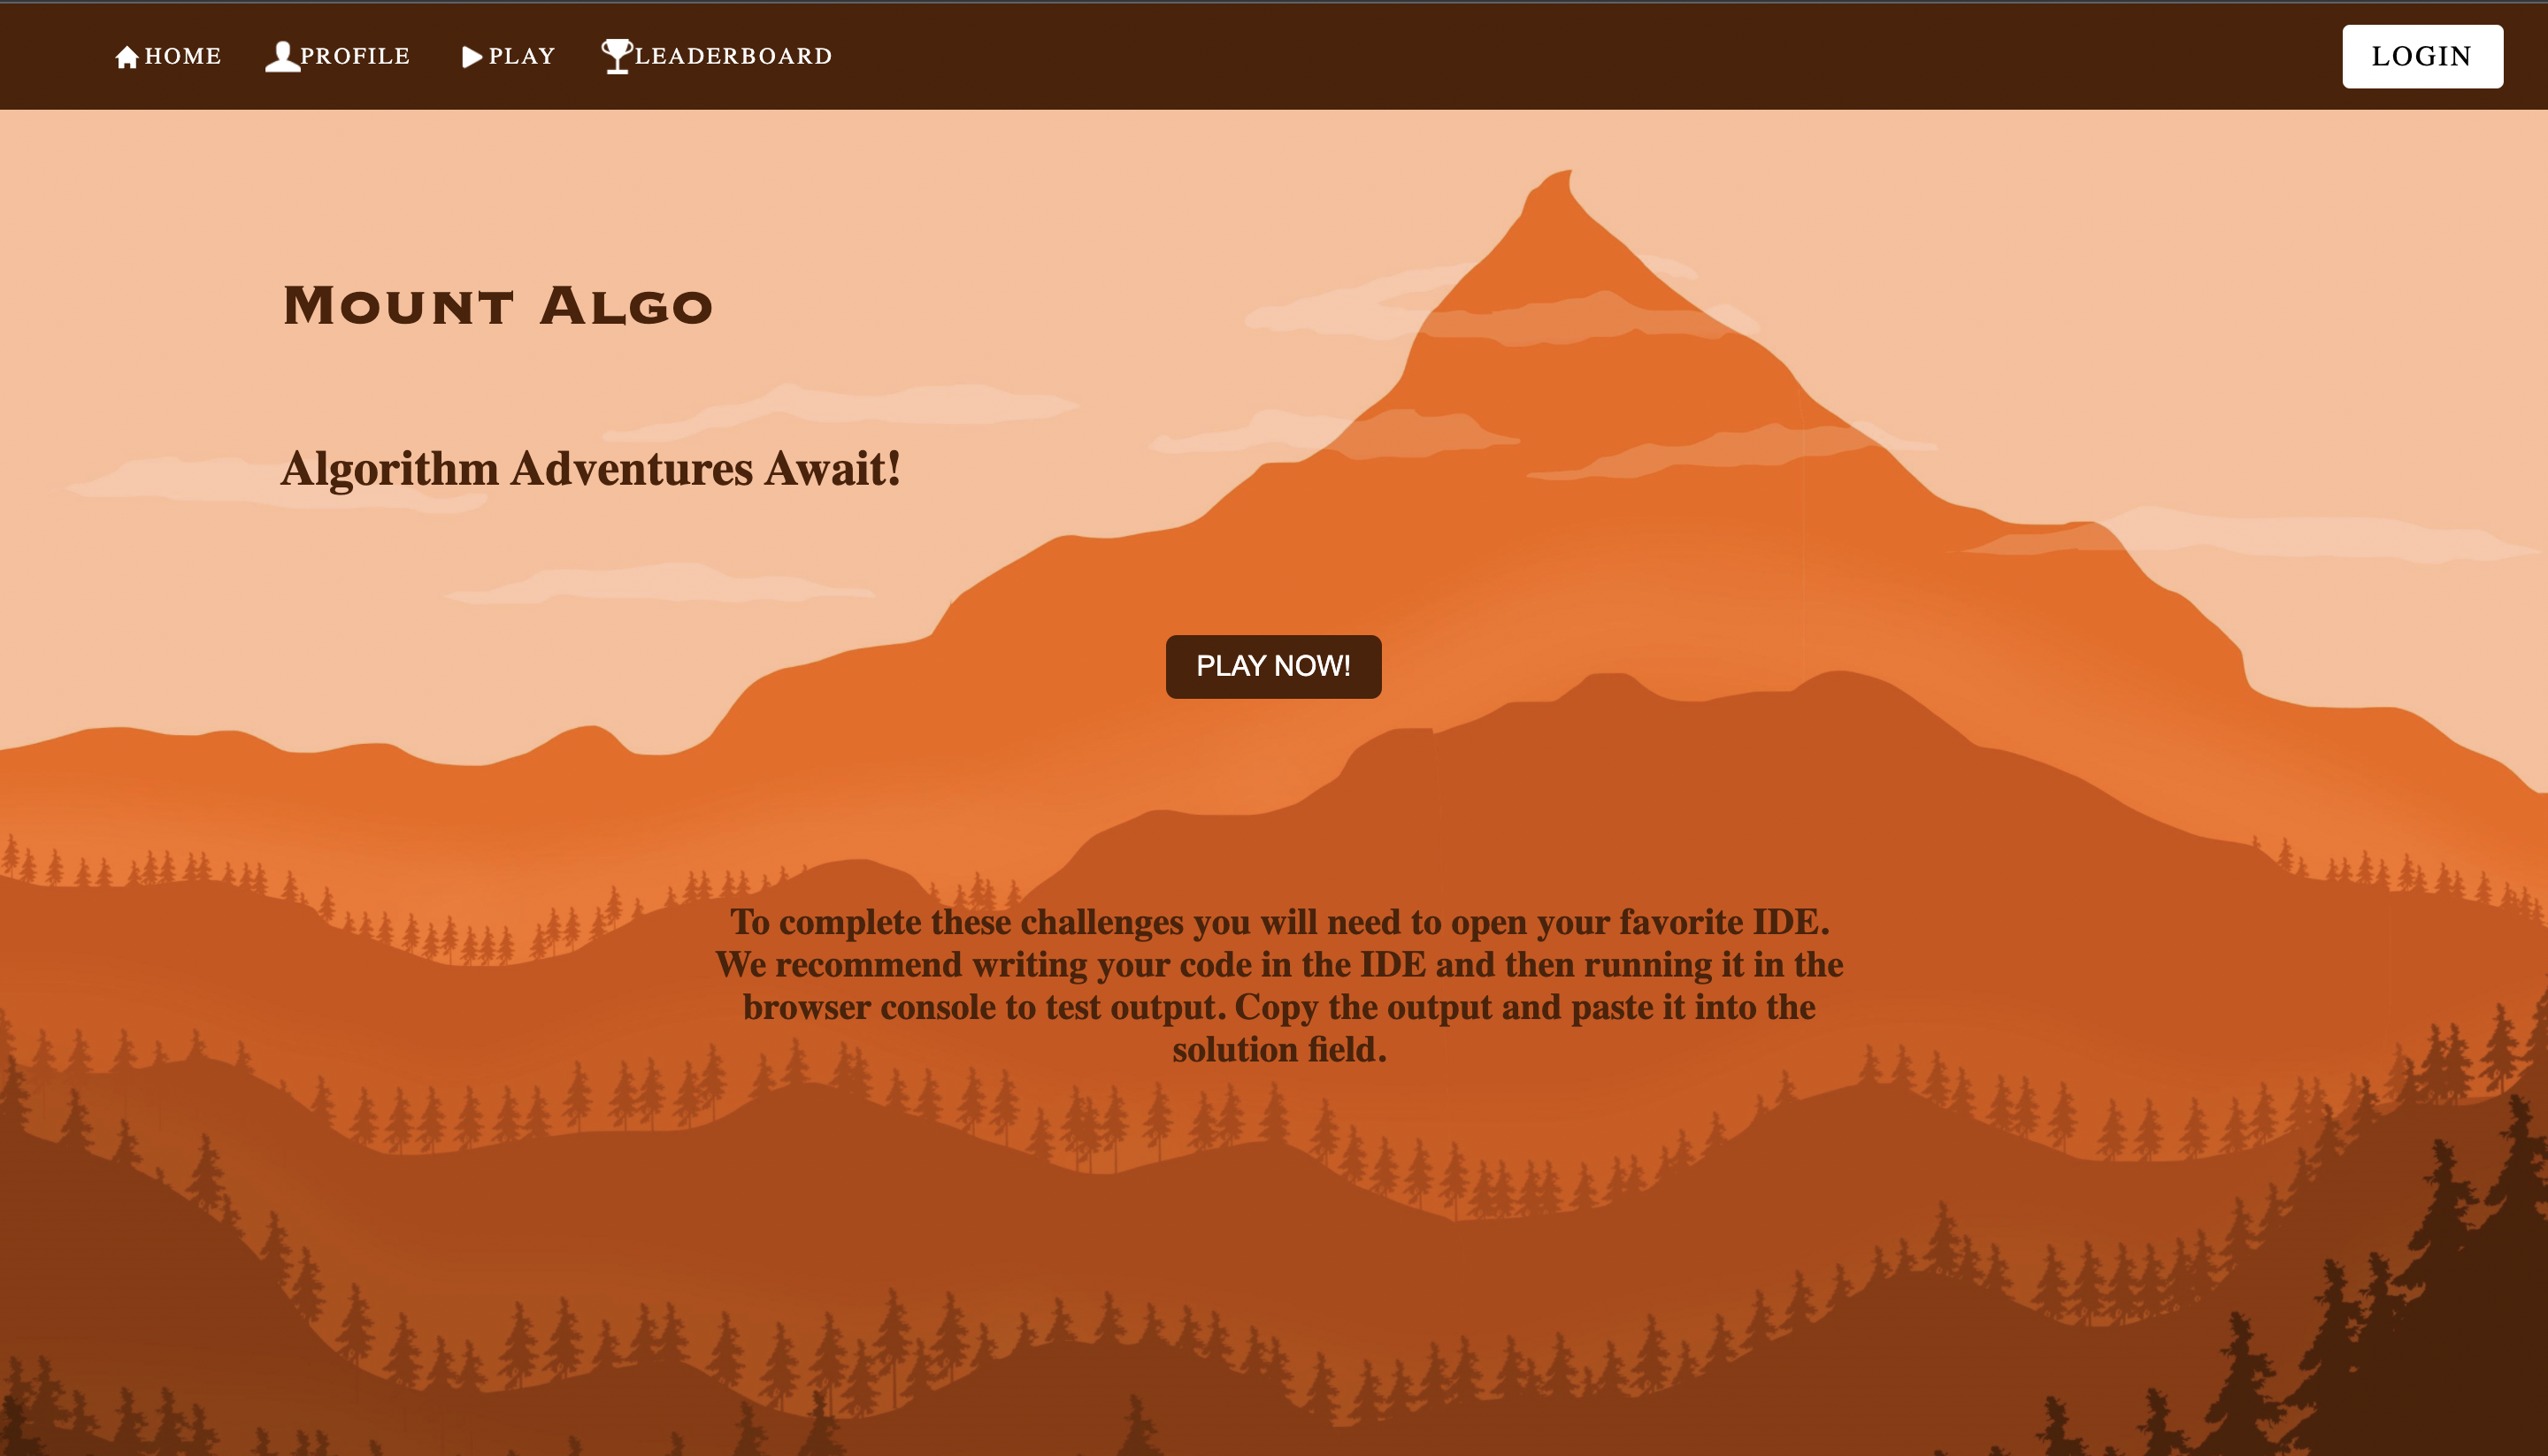 HOME PROFILE PLAY LEADERBOARD LOGIN
Mount Algo
Algorithm Adventures Await!
PLAY NOW!
To complete these challenges you will need to open your favorite IDE.
We recommend writing your code in the IDE and then running it in the
browser console to test output. Copy the output and paste it into the
solution field.